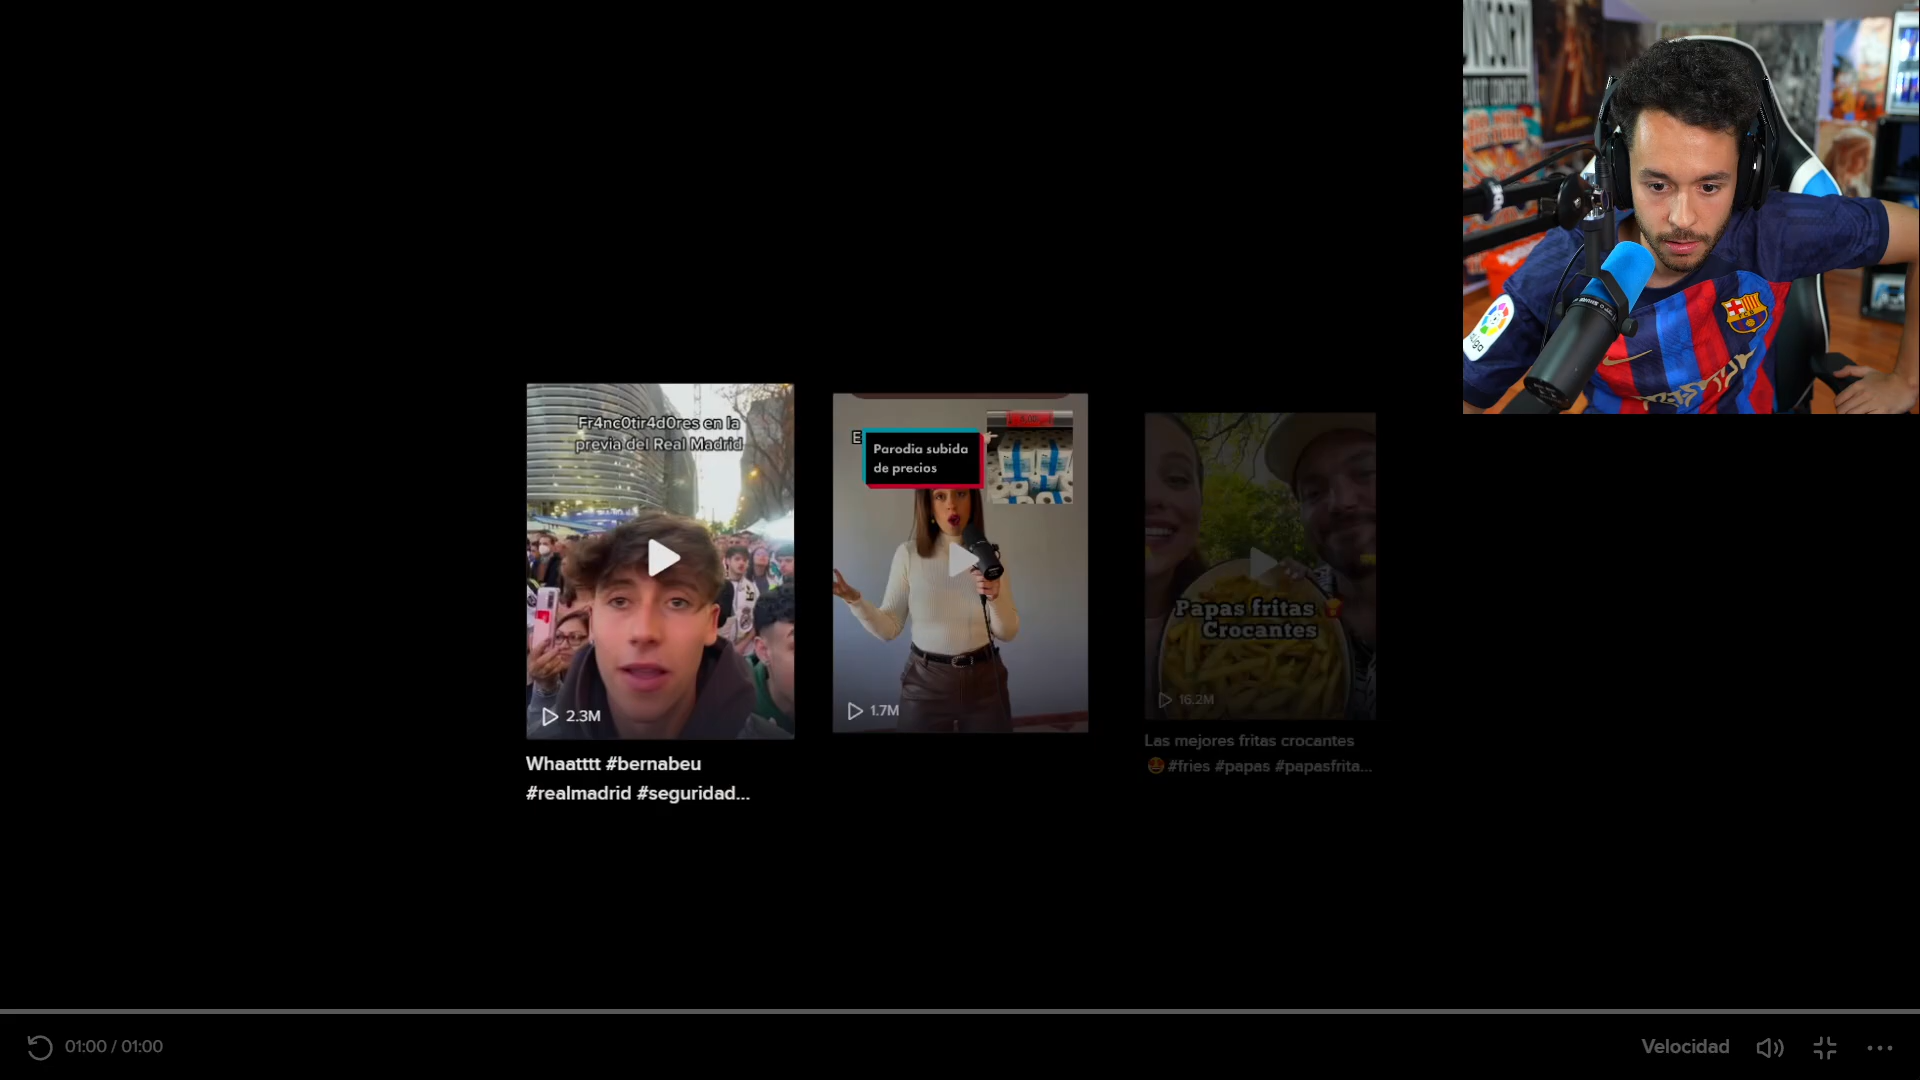 Fr4nc0tir4d0res en la
previa del Real Madrid
2.3M
Whaatttt #bernabeu
#realmadrid #seguridad...
E
Parodia subida
de precios
1.7M
Papas fritas
Crocantes
16.2M
Las mejores fritas crocantes
🤩 #fries #papas #papasfrita...
01:00 / 01:00
Velocidad
FCB